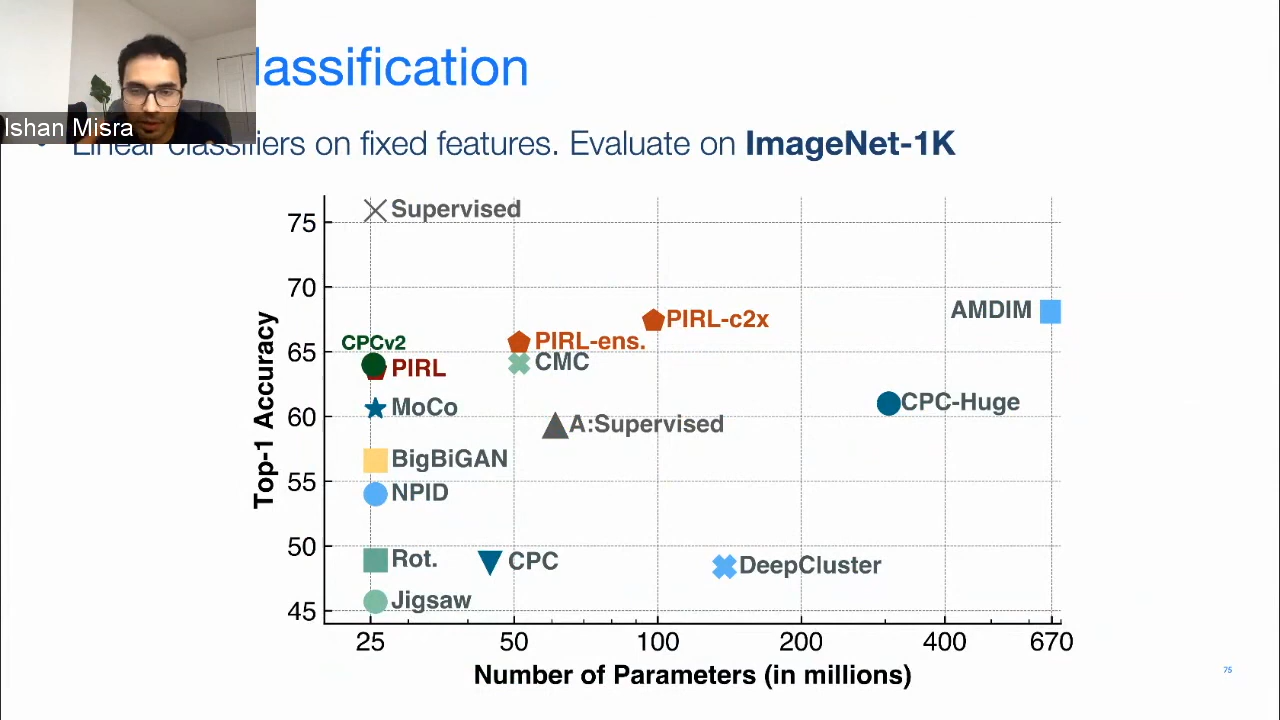 lassification
Ishan Misra
• Linear classifiers on fixed features. Evaluate on ImageNet-1K
75
Supervised
70
AMDIM
PIRL-c2x
CPCv2
PIRL-ens.
65
CMC
PIRL
MoCo
CPC-Huge
60
A:Supervised
BigBiGAN
55
NPID
50
Rot.
CPC
DeepCluster
Jigsaw
45
Top-1 Accuracy
25 50 100 200 400 670
Number of Parameters (in millions)
75